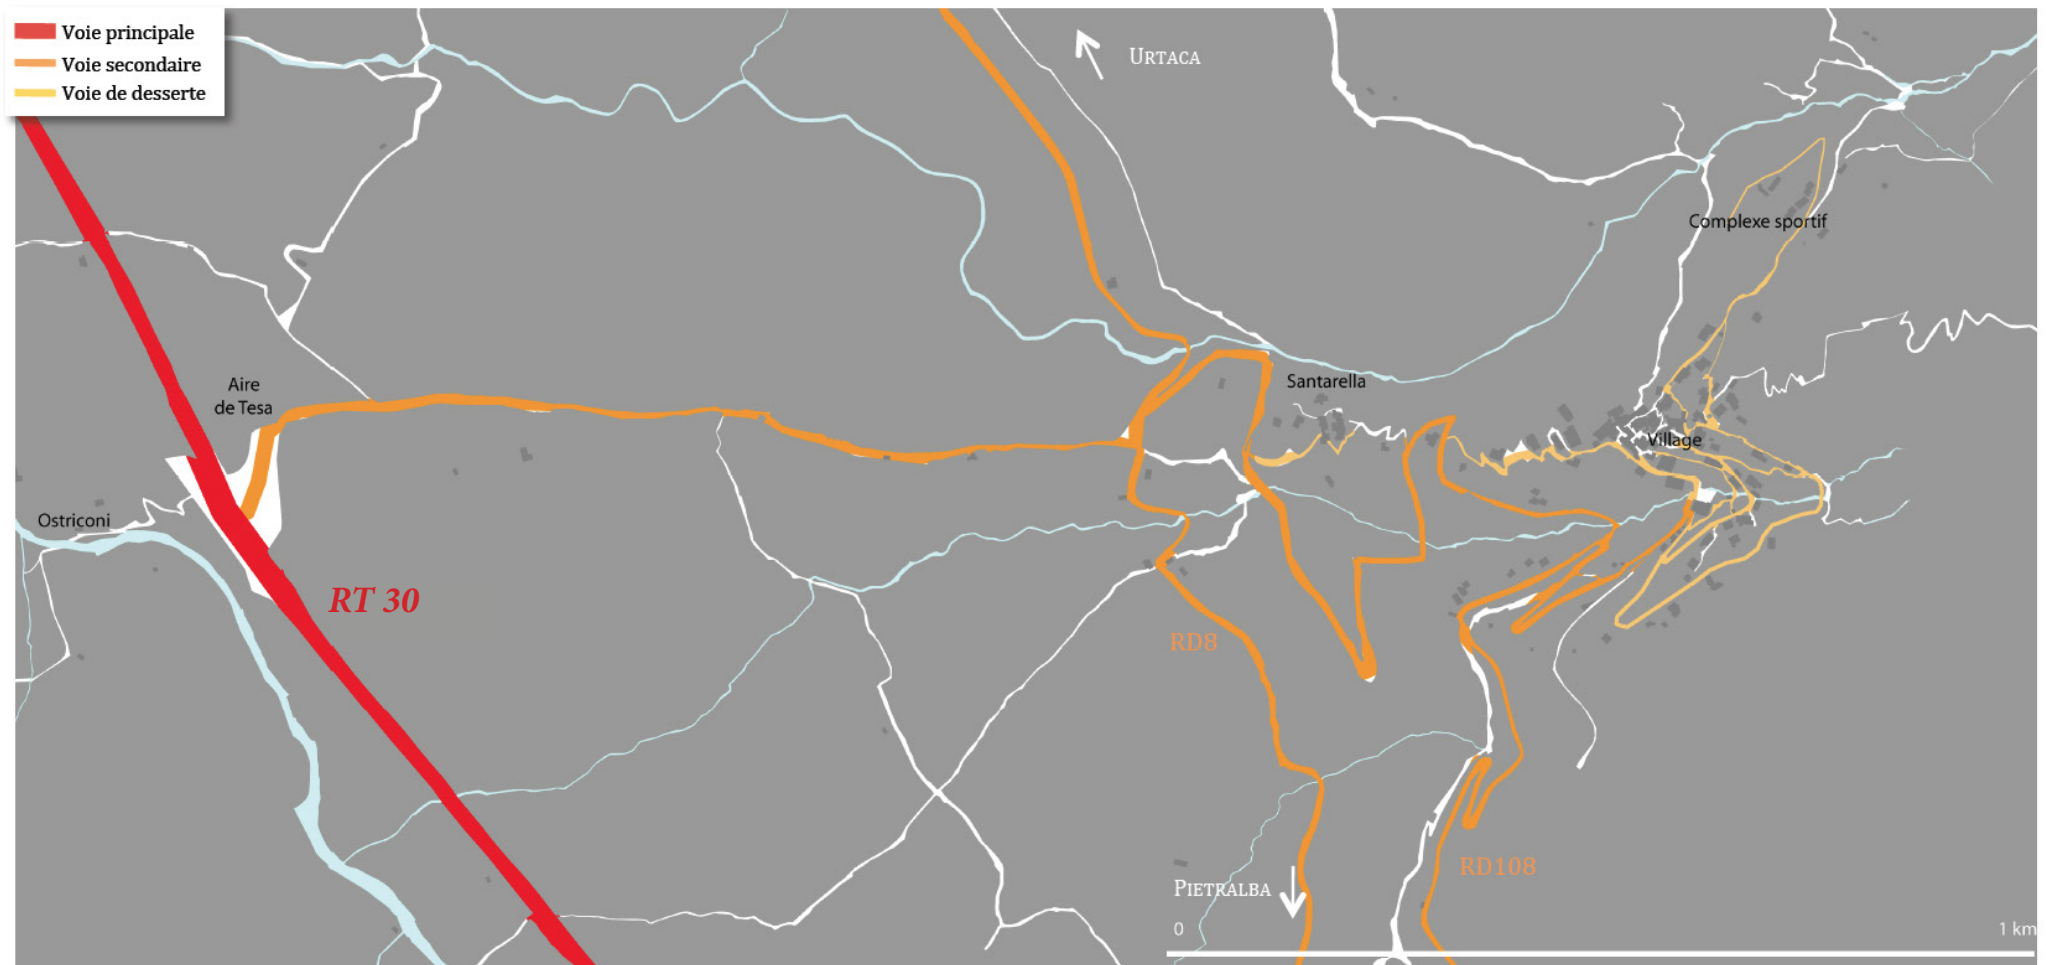 Voie principale
Voie secondaire
Voie de desserte
URTACA
Complexe sportif
Aire
de Tesa
Santarella
Village
Ostriconi
RT 30
RD8
RD108
PIETRALBA
0
1 km